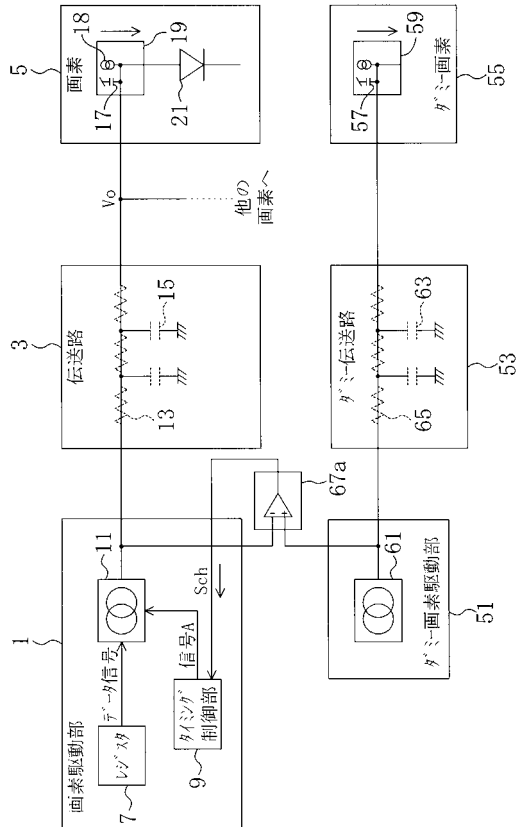 1
画素駆動部
7
レジスタ
データ信号
11
信号A
タイミング
制御部
9
Sch
3
伝送路
13
15
Vo
他の
画素へ
5
画素
17
18
19
21
67a
51
ダミー画素駆動部
61
53
ダミー伝送路
65
63
55
ダミー画素
57
59